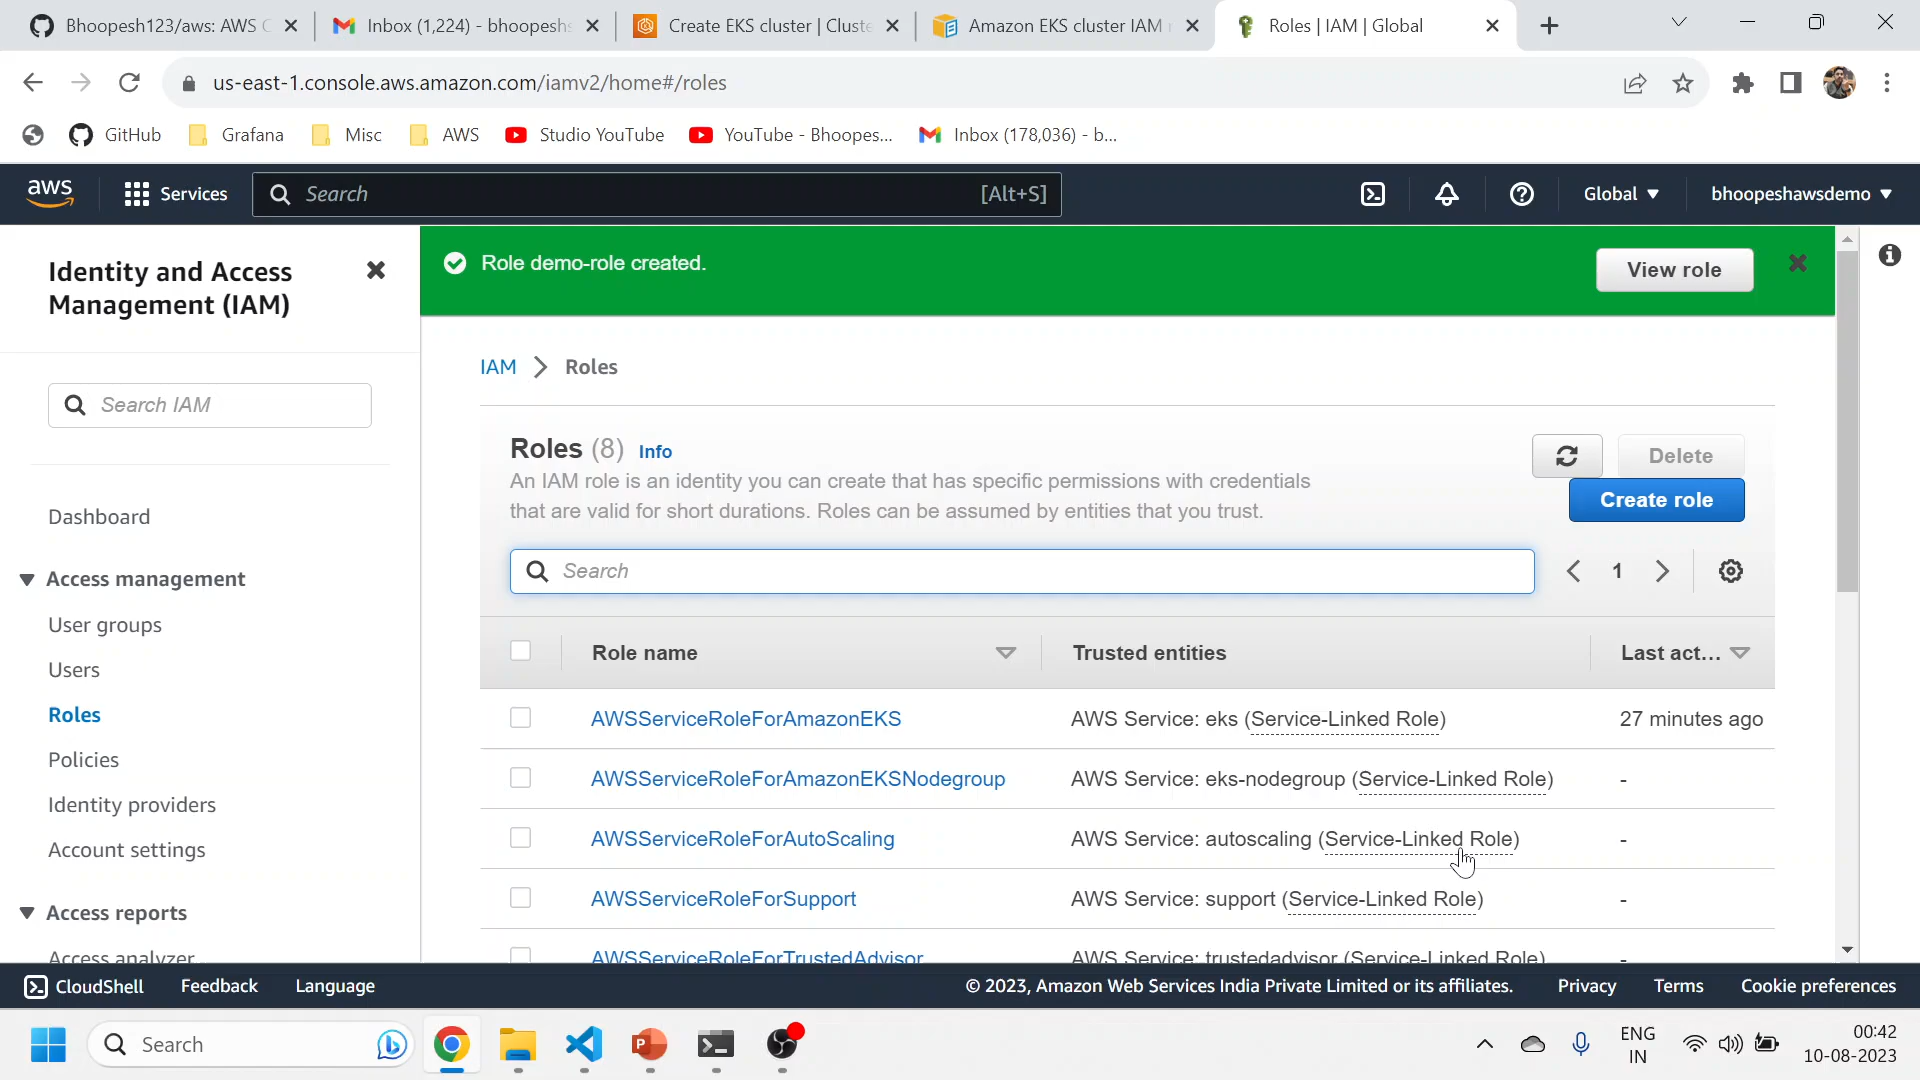 Bhoopesh123/aws: AWS C
Inbox (1,224) - bhoopesh
Create EKS cluster | Cluste
Amazon EKS cluster IAM
Roles | IAM | Global
us-east-1.console.aws.amazon.com/iamv2/home#/roles
GitHub
Grafana
Misc
AWS
Studio YouTube
YouTube - Bhoopes...
Inbox (178,036) - b...
aws
Services
Search
[Alt+S]
Global
bhoopeshawsdemo
Identity and Access
Management (IAM)
Search IAM
Dashboard
Access management
User groups
Users
Roles
Policies
Identity providers
Account settings
Access reports
Access analyzer
Role demo-role created.
View role
IAM > Roles
Roles (8) Info
An IAM role is an identity you can create that has specific permissions with credentials
that are valid for short durations. Roles can be assumed by entities that you trust.
Delete
Create role
Search
1
Role name
Trusted entities
Last act...
AWSServiceRoleForAmazonEKS
AWS Service: eks (Service-Linked Role)
27 minutes ago
AWSServiceRoleForAmazonEKSNodegroup
AWS Service: eks-nodegroup (Service-Linked Role)
-
AWSServiceRoleForAutoScaling
AWS Service: autoscaling (Service-Linked Role)
-
AWSServiceRoleForSupport
AWS Service: support (Service-Linked Role)
-
AWSServiceRoleForTrustedAdvisor
AWS Service: trustedadvisor (Service-Linked Role)
-
CloudShell
Feedback
Language
© 2023, Amazon Web Services India Private Limited or its affiliates.
Privacy
Terms
Cookie preferences
Search
ENG
IN
00:42
10-08-2023